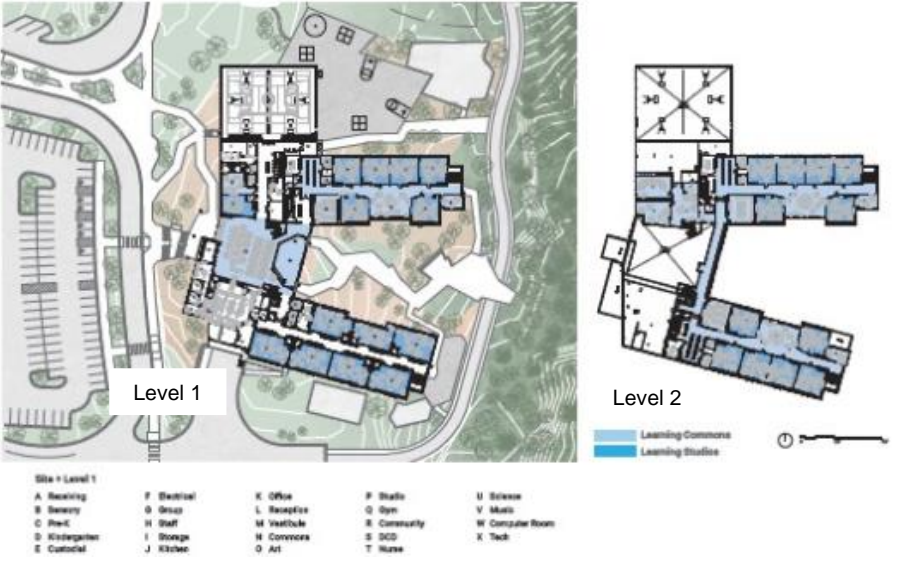 Level 1
Level 2
Learning Commons
Learning Studios
Site + Level 1
A Receiving
B Sensory
C Pre-K
D Kindergarten
E Custodial
F Electrical
G Group
H Staff
I Storage
J Kitchen
K Office
L Reception
M Vestibule
N Commons
O Art
P Studio
Q Gym
R Community
S DCD
T Nurse
U Science
V Music
W Computer Room
X Tech